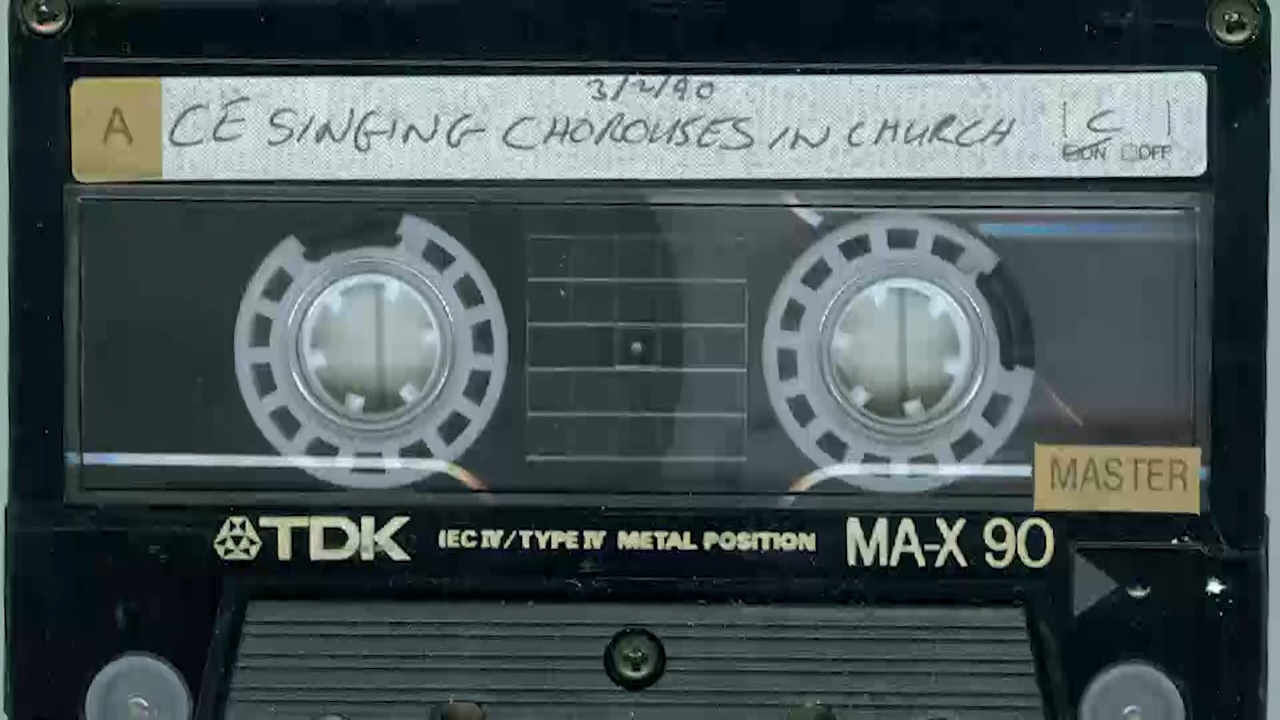 3/2/90
A CE SINGING CHOROUSES IN CHURCH C
ON OFF
MASTER
TDK IEC IV/TYPE IV METAL POSITION MA-X 90